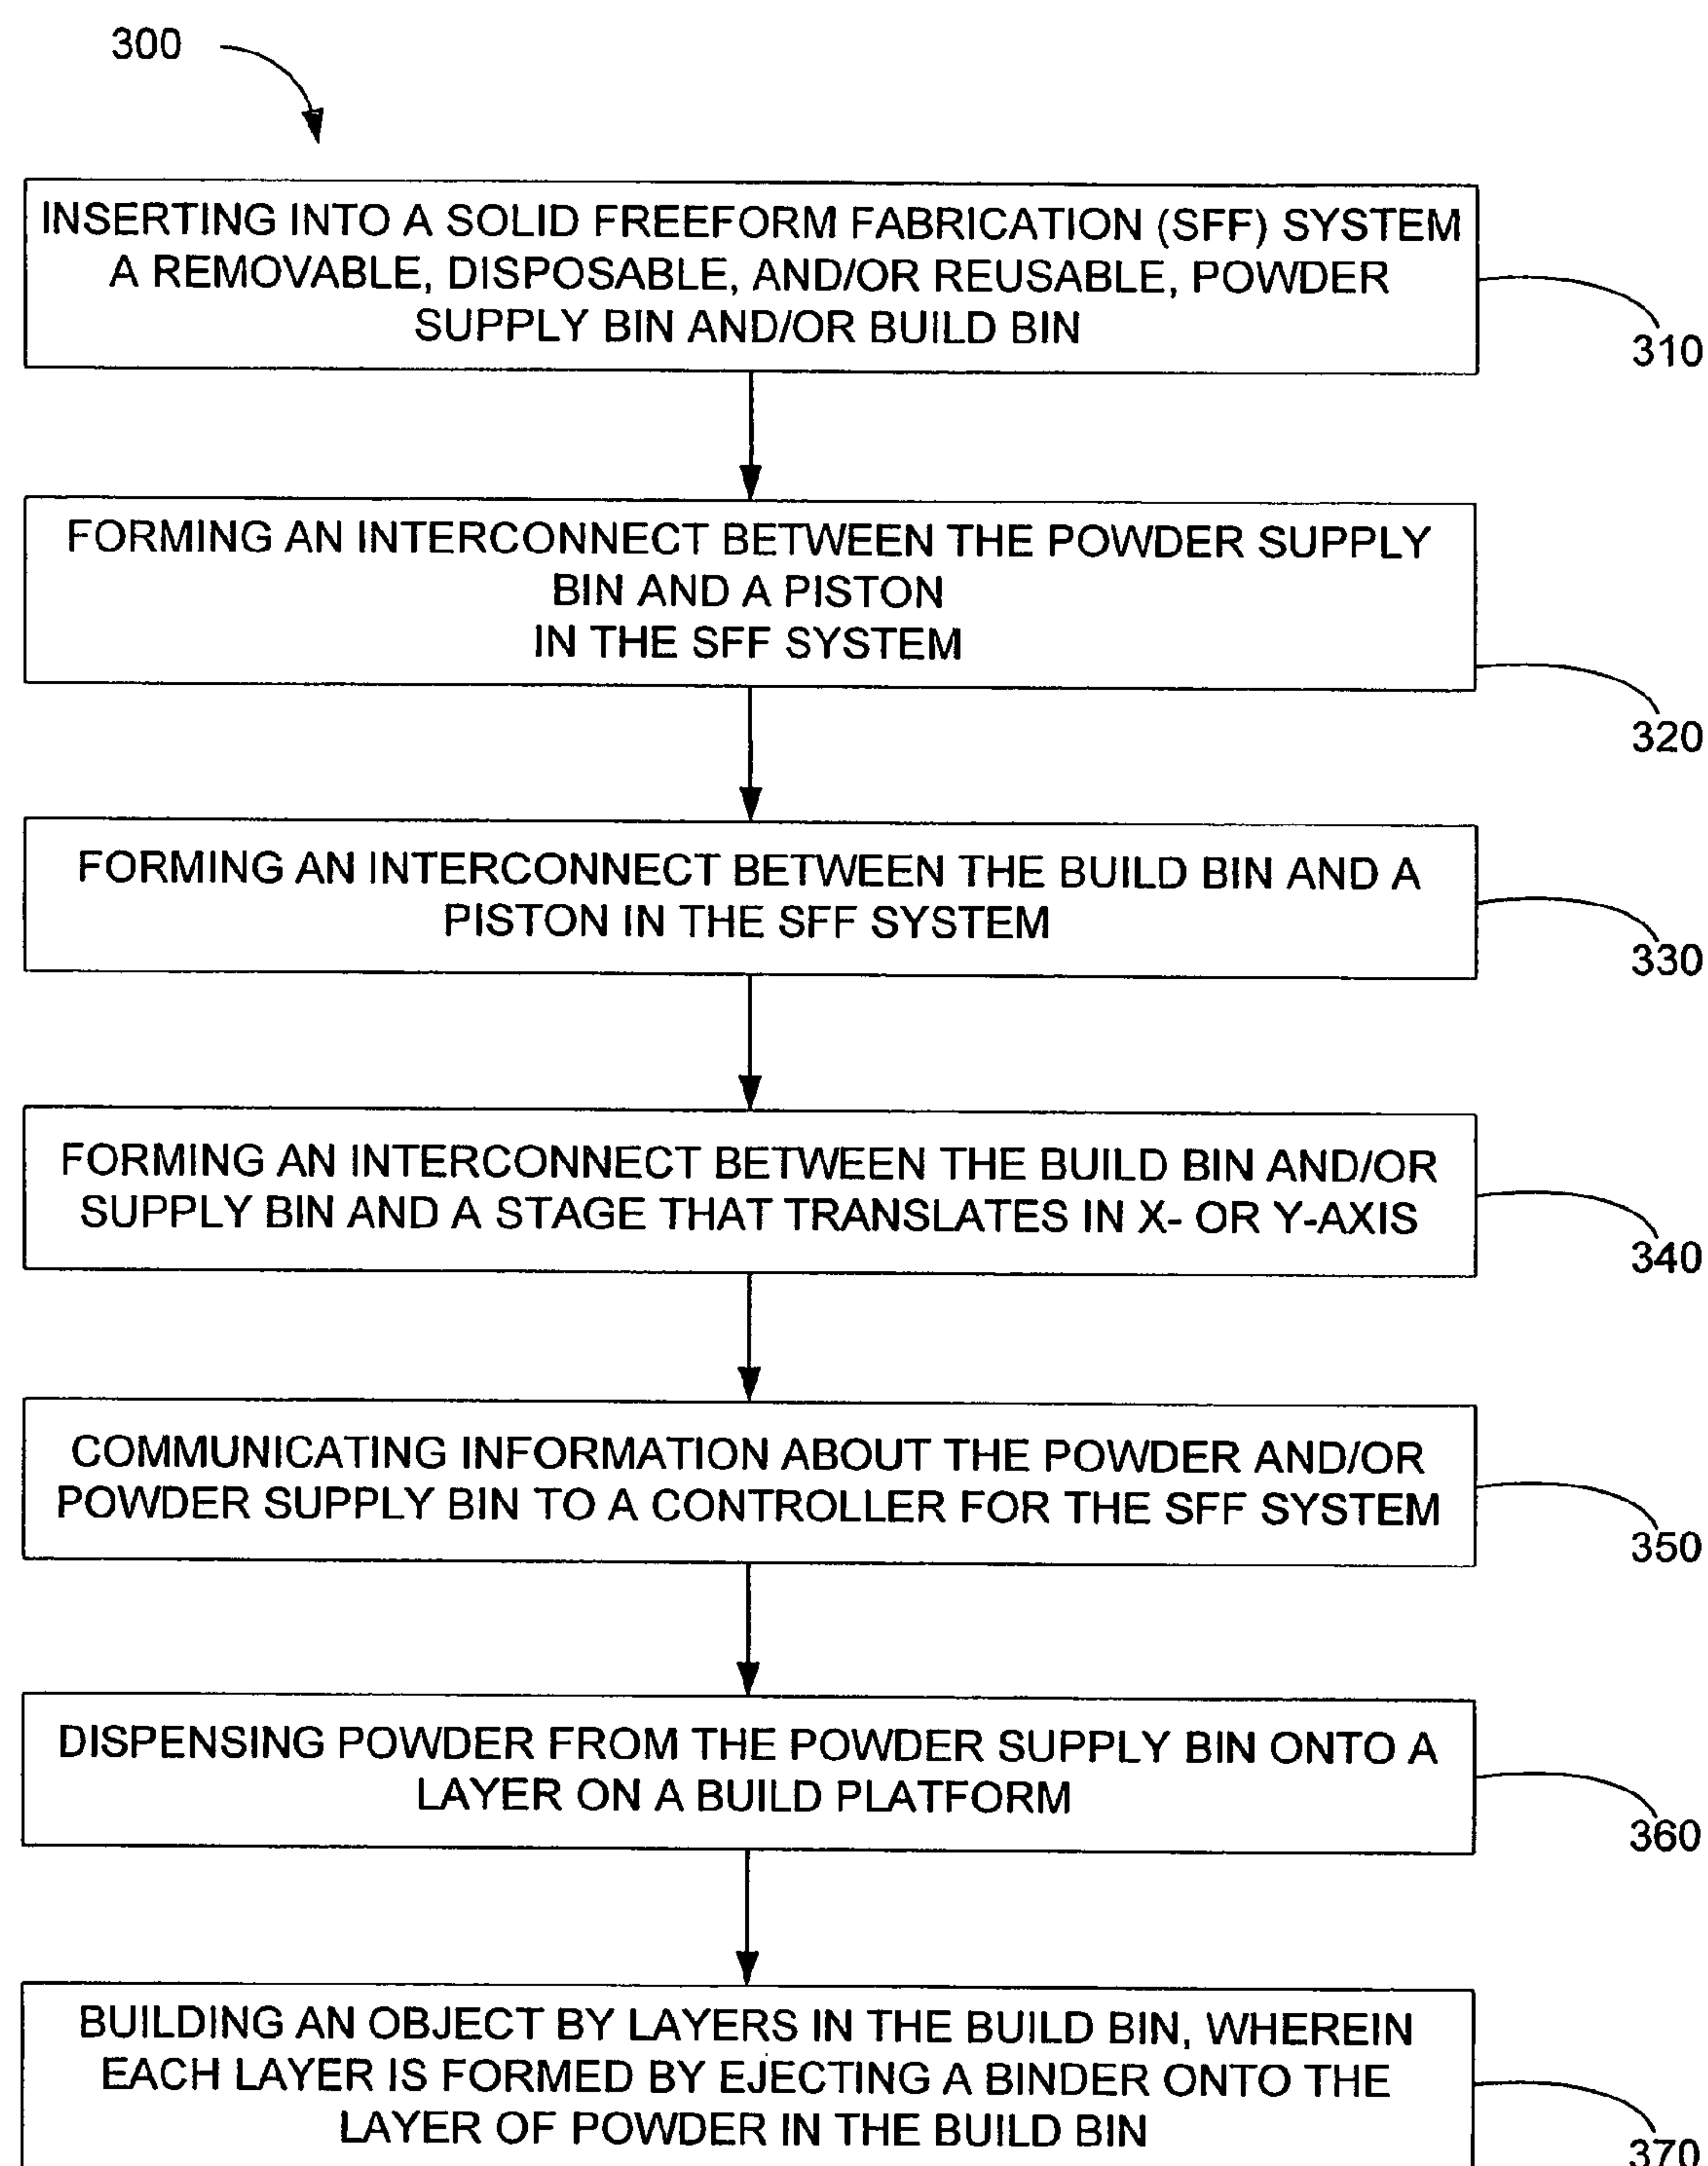 300
INSERTING INTO A SOLID FREEFORM FABRICATION (SFF) SYSTEM
A REMOVABLE, DISPOSABLE, AND/OR REUSABLE, POWDER
SUPPLY BIN AND/OR BUILD BIN
310
FORMING AN INTERCONNECT BETWEEN THE POWDER SUPPLY
BIN AND A PISTON
IN THE SFF SYSTEM
320
FORMING AN INTERCONNECT BETWEEN THE BUILD BIN AND A
PISTON IN THE SFF SYSTEM
330
FORMING AN INTERCONNECT BETWEEN THE BUILD BIN AND/OR
SUPPLY BIN AND A STAGE THAT TRANSLATES IN X- OR Y-AXIS
340
COMMUNICATING INFORMATION ABOUT THE POWDER AND/OR
POWDER SUPPLY BIN TO A CONTROLLER FOR THE SFF SYSTEM
350
DISPENSING POWDER FROM THE POWDER SUPPLY BIN ONTO A
LAYER ON A BUILD PLATFORM
360
BUILDING AN OBJECT BY LAYERS IN THE BUILD BIN, WHEREIN
EACH LAYER IS FORMED BY EJECTING A BINDER ONTO THE
LAYER OF POWDER IN THE BUILD BIN
370